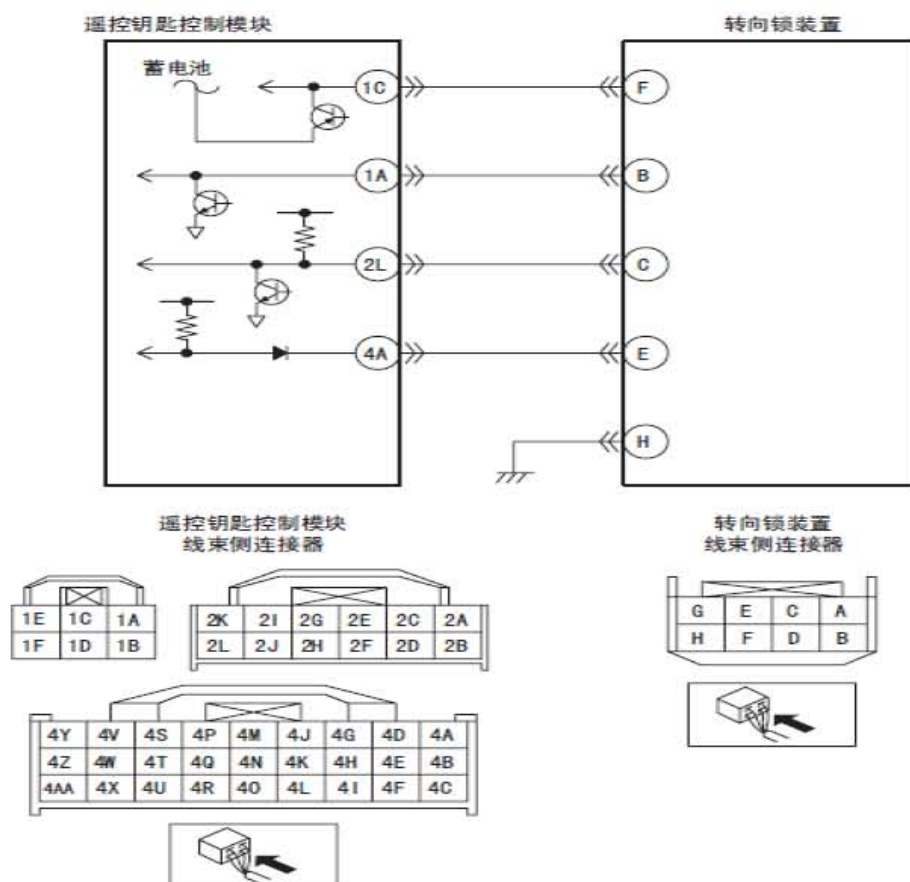 遥控钥匙控制模块 转向锁装置
蓄电池
1C F
1A B
2L C
4A E
H
遥控钥匙控制模块
线束侧连接器
转向锁装置
线束侧连接器
1E 1C 1A
1F 1D 1B
2K 2I 2G 2E 2C 2A
2L 2J 2H 2F 2D 2B
G E C A
H F D B
4Y 4V 4S 4P 4M 4J 4G 4D 4A
4Z 4W 4T 4Q 4N 4K 4H 4E 4B
4AA 4X 4U 4R 4O 4L 4I 4F 4C